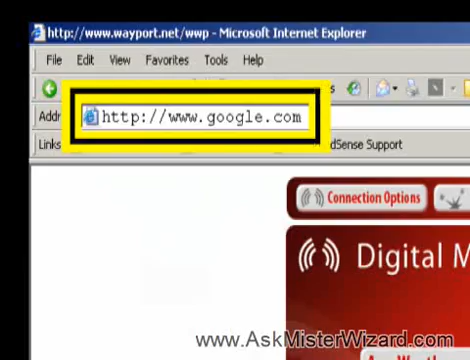 http://www.wayport.net/wwp - Microsoft Internet Explorer
File Edit View Favorites Tools Help
Addr http://www.google.com
Links dSense Support
Connection Options
Digital M
www.AskMisterWizard.com